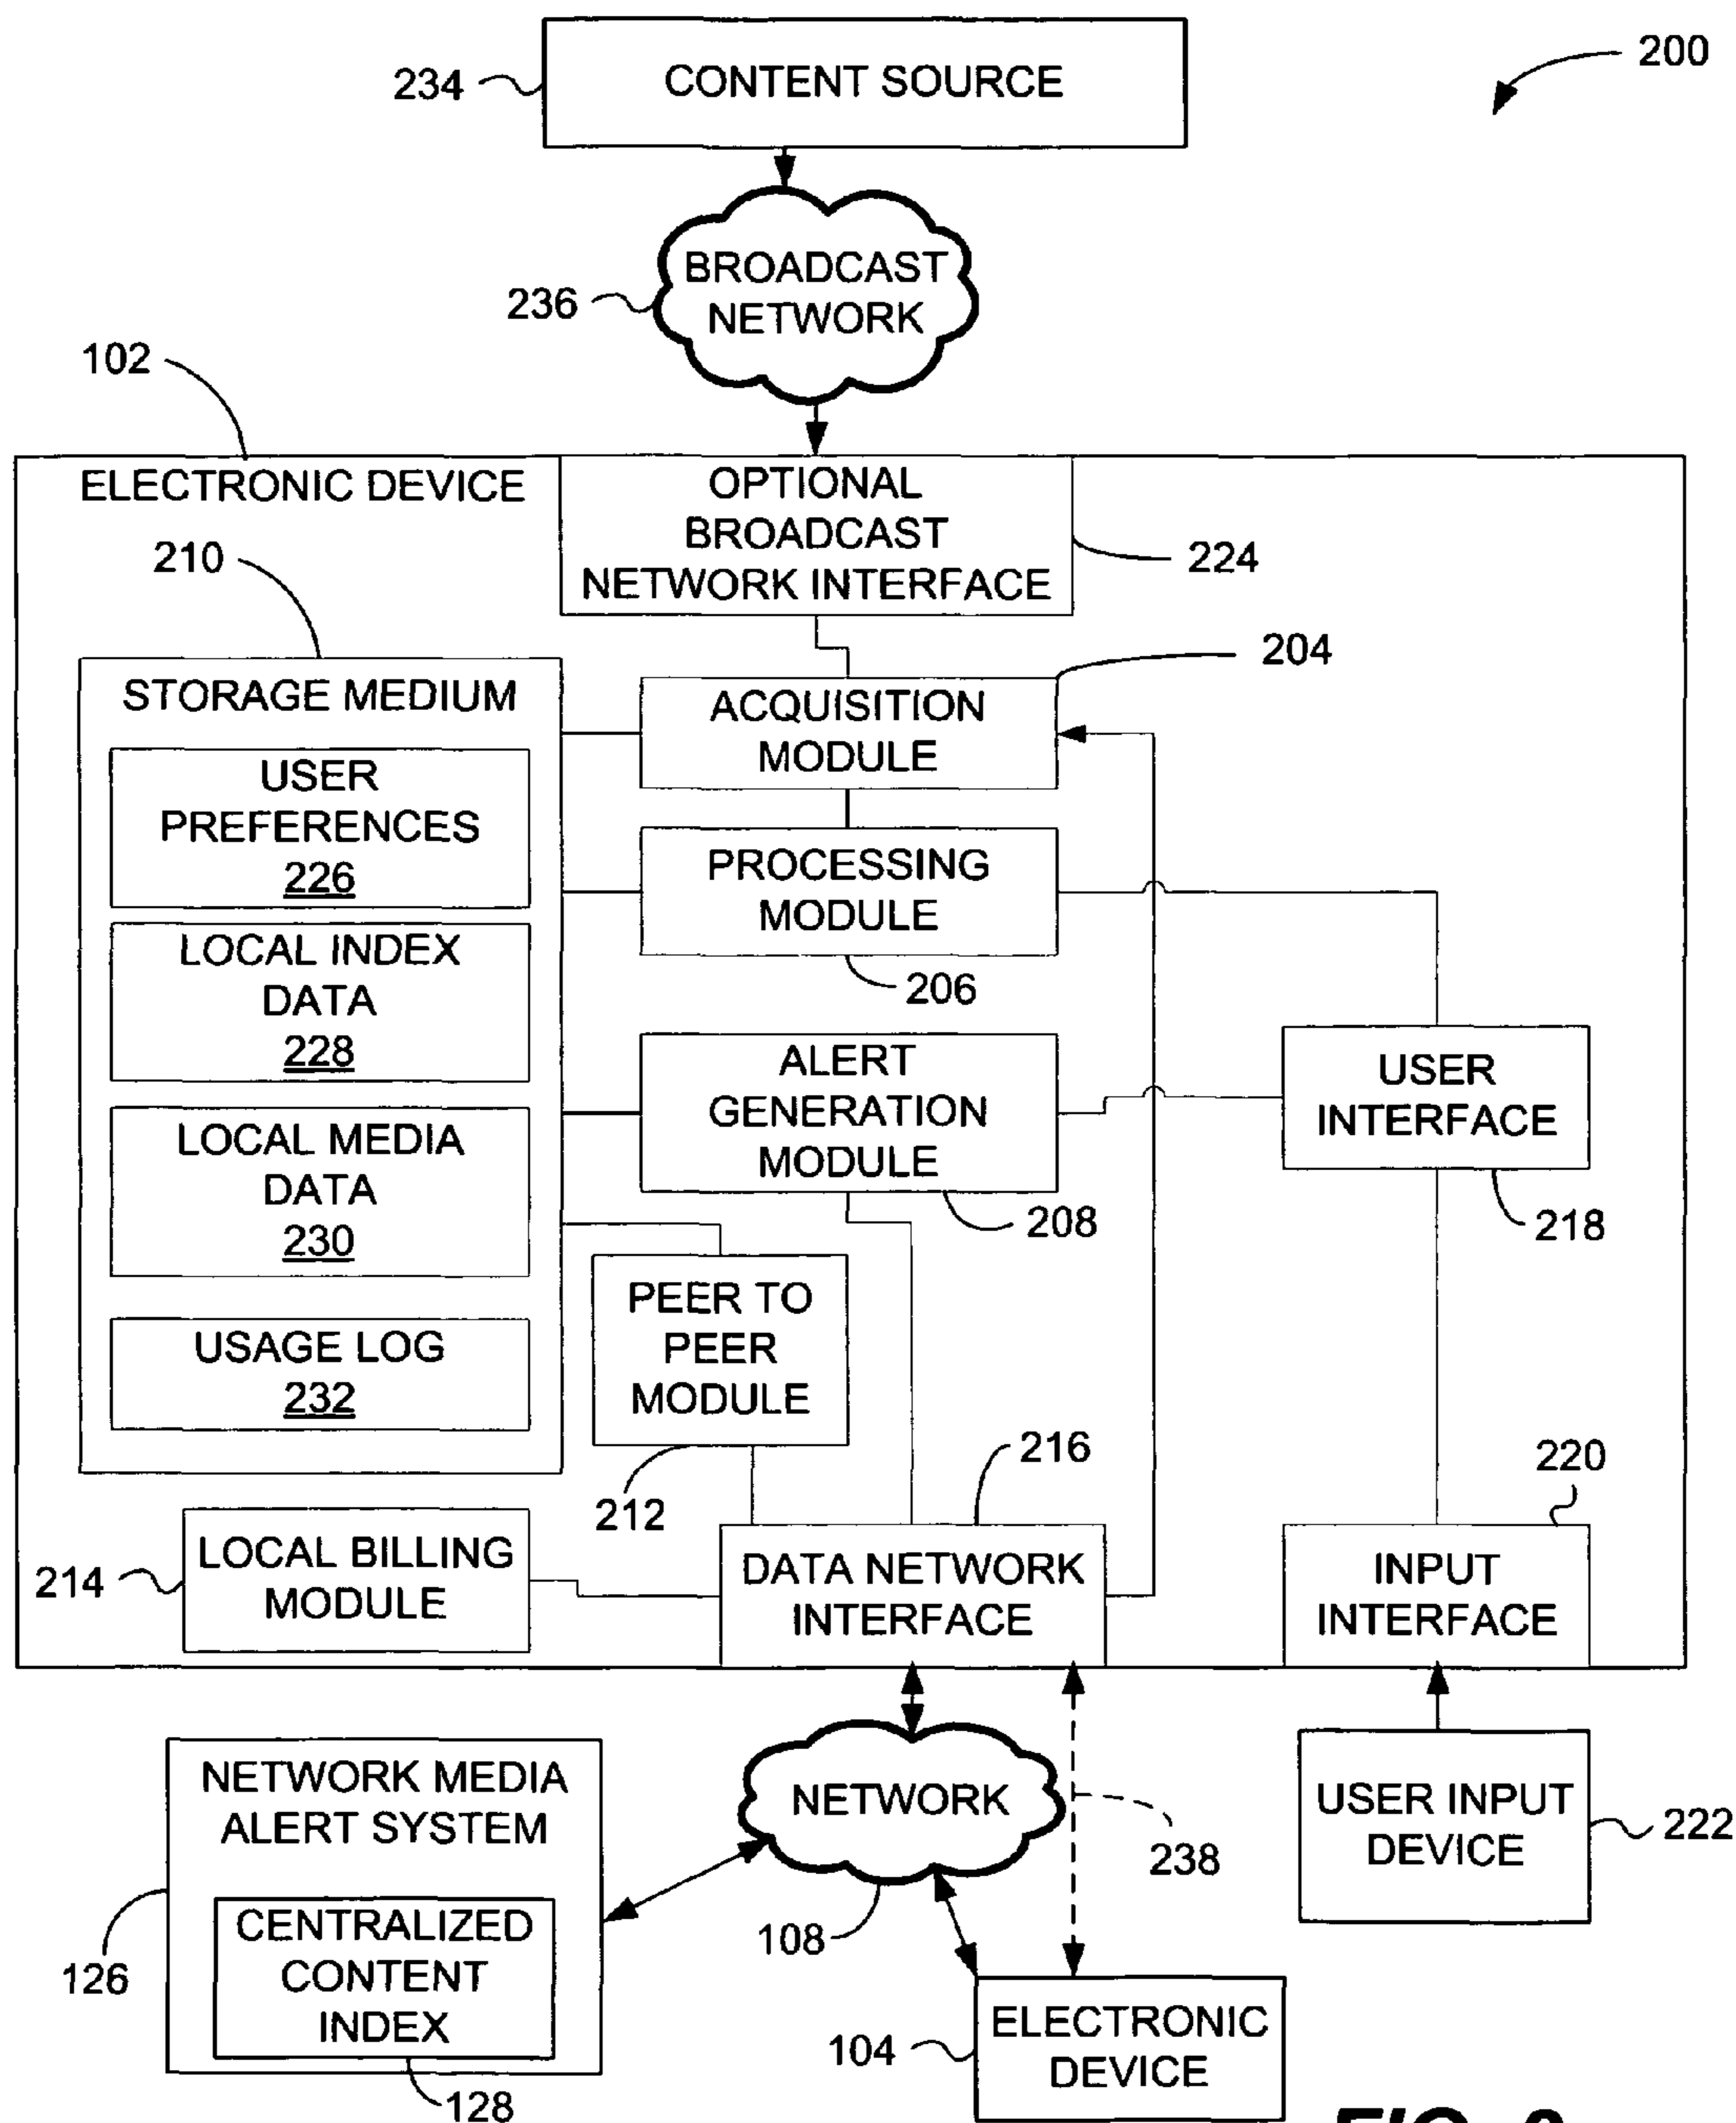 200
CONTENT SOURCE
234
BROADCAST
NETWORK
236
102
ELECTRONIC DEVICE
OPTIONAL
BROADCAST
NETWORK INTERFACE
224
210
204
STORAGE MEDIUM
ACQUISITION
MODULE
USER
PREFERENCES
226
PROCESSING
MODULE
206
LOCAL INDEX
DATA
228
ALERT
GENERATION
MODULE
208
USER
INTERFACE
218
LOCAL MEDIA
DATA
230
PEER TO
PEER
MODULE
212
USAGE LOG
232
216
220
LOCAL BILLING
MODULE
214
DATA NETWORK
INTERFACE
INPUT
INTERFACE
NETWORK MEDIA
ALERT SYSTEM
NETWORK
USER INPUT
DEVICE
222
238
108
CENTRALIZED
CONTENT
INDEX
126
128
ELECTRONIC
DEVICE
104